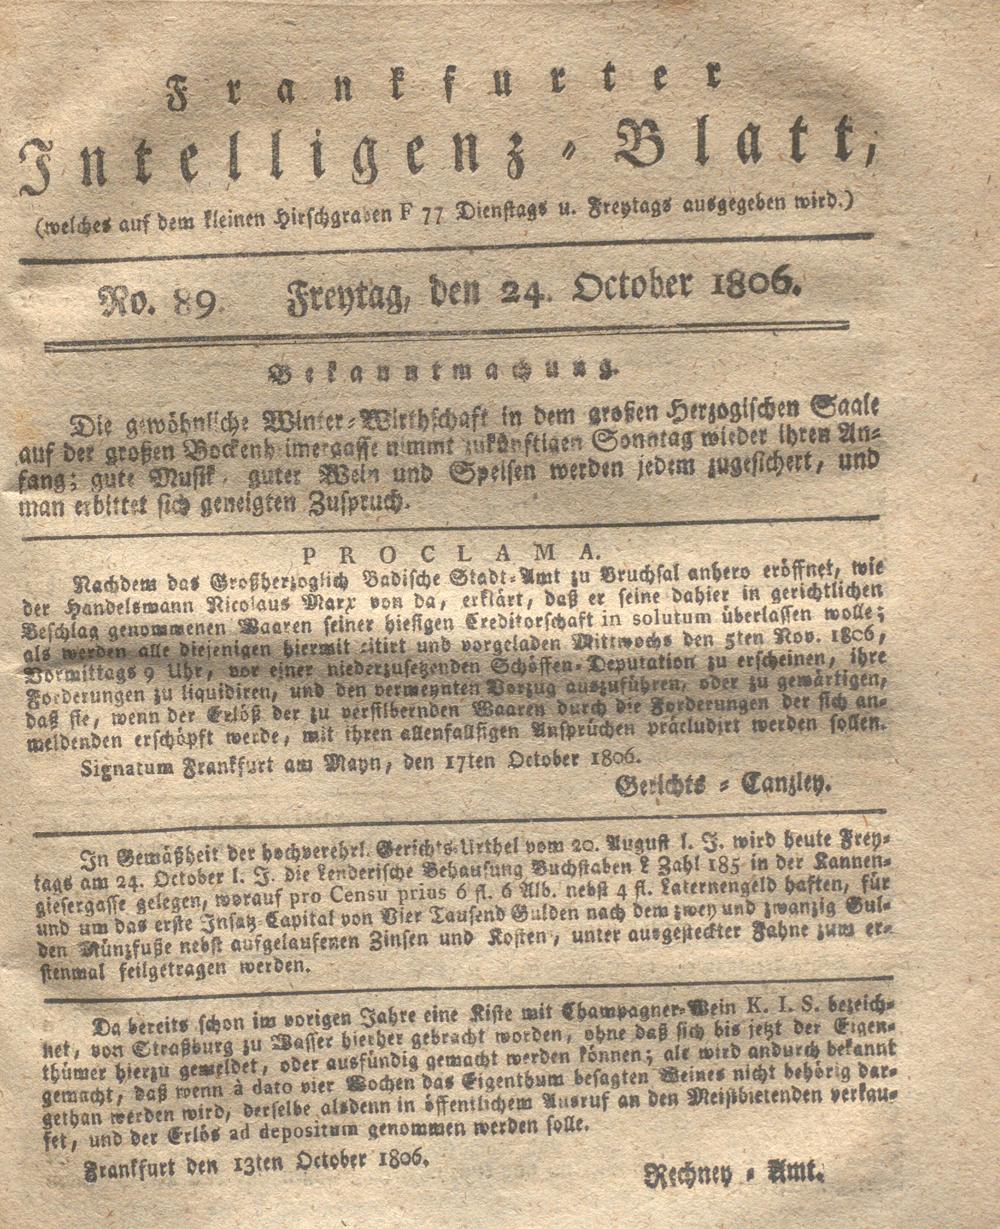 Frankfurter
Intelligenz-Blatt,
(welches auf dem kleinen Hirschgraben F 77 Dienstags u. Freytags ausgegeben wird.)
No. 89. Freytag, den 24. October 1806.
Bekanntmachung.
Die gewöhnliche Winter-Wirthschaft in dem großen Herzogischen Saale
auf der großen Bockenheimergasse nimmt zukünftigen Sonntag wieder ihren An-
fang; gute Musik, guter Wein und Speisen werden jedem zugesichert, und
man erbittet sich geneigten Zuspruch.
PROCLAMA.
Nachdem das Großherzoglich Badische Stadt-Amt zu Bruchsal anhero eröffnet, wie
der Handelsmann Nicolaus Marx von da, erklärt, daß er seine dahier in gerichtlichen
Beschlag genommenen Waaren seiner hiesigen Creditorschaft in solutum überlassen wolle;
als werden alle diejenigen hiermit citirt und vorgeladen Mittwochs den 5ten Nov. 1806,
Vormittags 9 Uhr, vor einer niederzusetzenden Schöffen-Deputation zu erscheinen, ihre
Forderungen zu liquidiren, und den vermeynten Vorzug auszuführen, oder zu gewärtigen,
daß sie, wenn der Erlöß der zu versilbernden Waaren durch die Forderungen der sich an-
meldenden erschöpft werde, mit ihren allenfallsigen Ansprüchen präcludirt werden sollen.
Signatum Frankfurt am Mayn, den 17ten October 1806.
Gerichts-Canzley.
In Gemäßheit der hochverehrl. Gerichts-Urthel vom 20. August l. J. wird heute Frey-
tags am 24. October l. J. die Lenderische Behausung Buchstaben L Zahl 185 in der Kannen-
giesergasse gelegen, worauf pro Censu prius 6 fl. 6 Alb. nebst 4 fl. Laternengeld haften, für
und um das erste Insatz-Capital von Vier Tausend Gulden nach dem zwey und zwanzig Gul-
den Münzfuße nebst aufgelaufenen Zinsen und Kosten, unter ausgesteckter Fahne zum er-
stenmal feilgetragen werden.
Da bereits schon im vorigen Jahre eine Kiste mit Champagner-Wein K. I. S. bezeich-
net, von Straßburg zu Wasser hierher gebracht worden, ohne daß sich bis jetzt der Eigen-
thümer hierzu gemeldet, oder ausfündig gemacht werden können; als wird andurch bekannt
gemacht, daß wenn à dato vier Wochen das Eigenthum besagten Weines nicht behörig dar-
gethan werden wird, derselbe alsdenn in öffentlichem Ausruf an den Meistbietenden verkau-
fet, und der Erlös ad depositum genommen werden solle.
Frankfurt den 13ten October 1806.
Rechney-Amt.